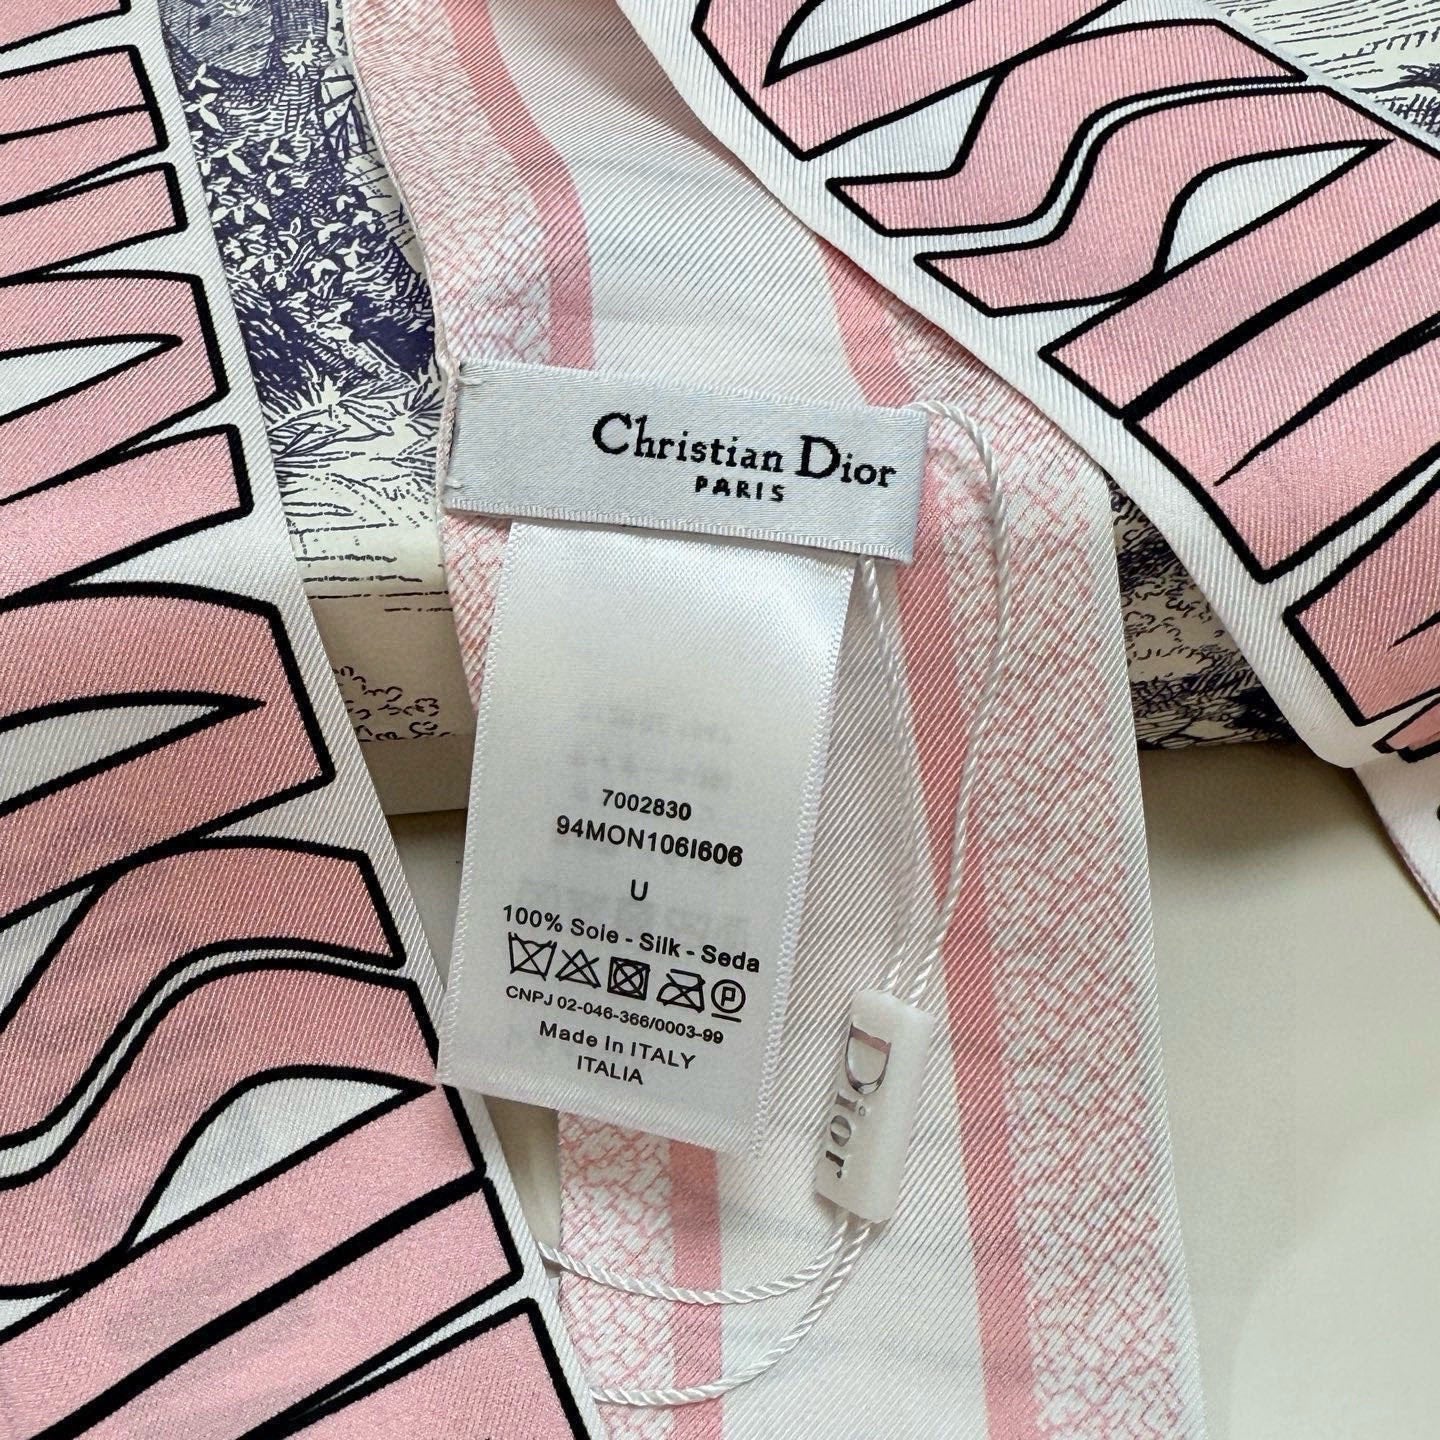 Christian Dior
PARIS
7002830
94MON106I606
U
100% Soie - Silk - Seda
P
CNPJ 02-046-366/0003-99
Made In ITALY
ITALIA
Dior